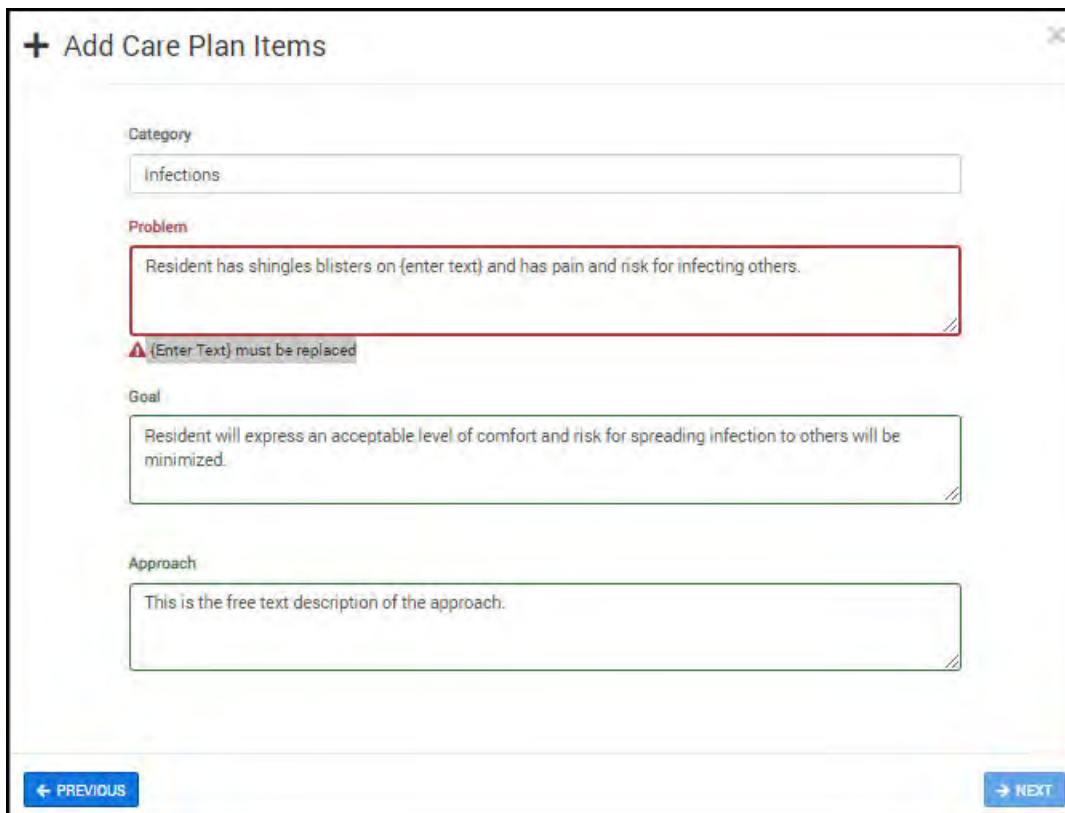 Add Care Plan Items
Category
Infections
Problem
Resident has shingles blisters on {enter text} and has pain and risk for infecting others.
{Enter Text} must be replaced
Goal
Resident will express an acceptable level of comfort and risk for spreading infection to others will be
minimized.
Approach
This is the free text description of the approach.
PREVIOUS
NEXT